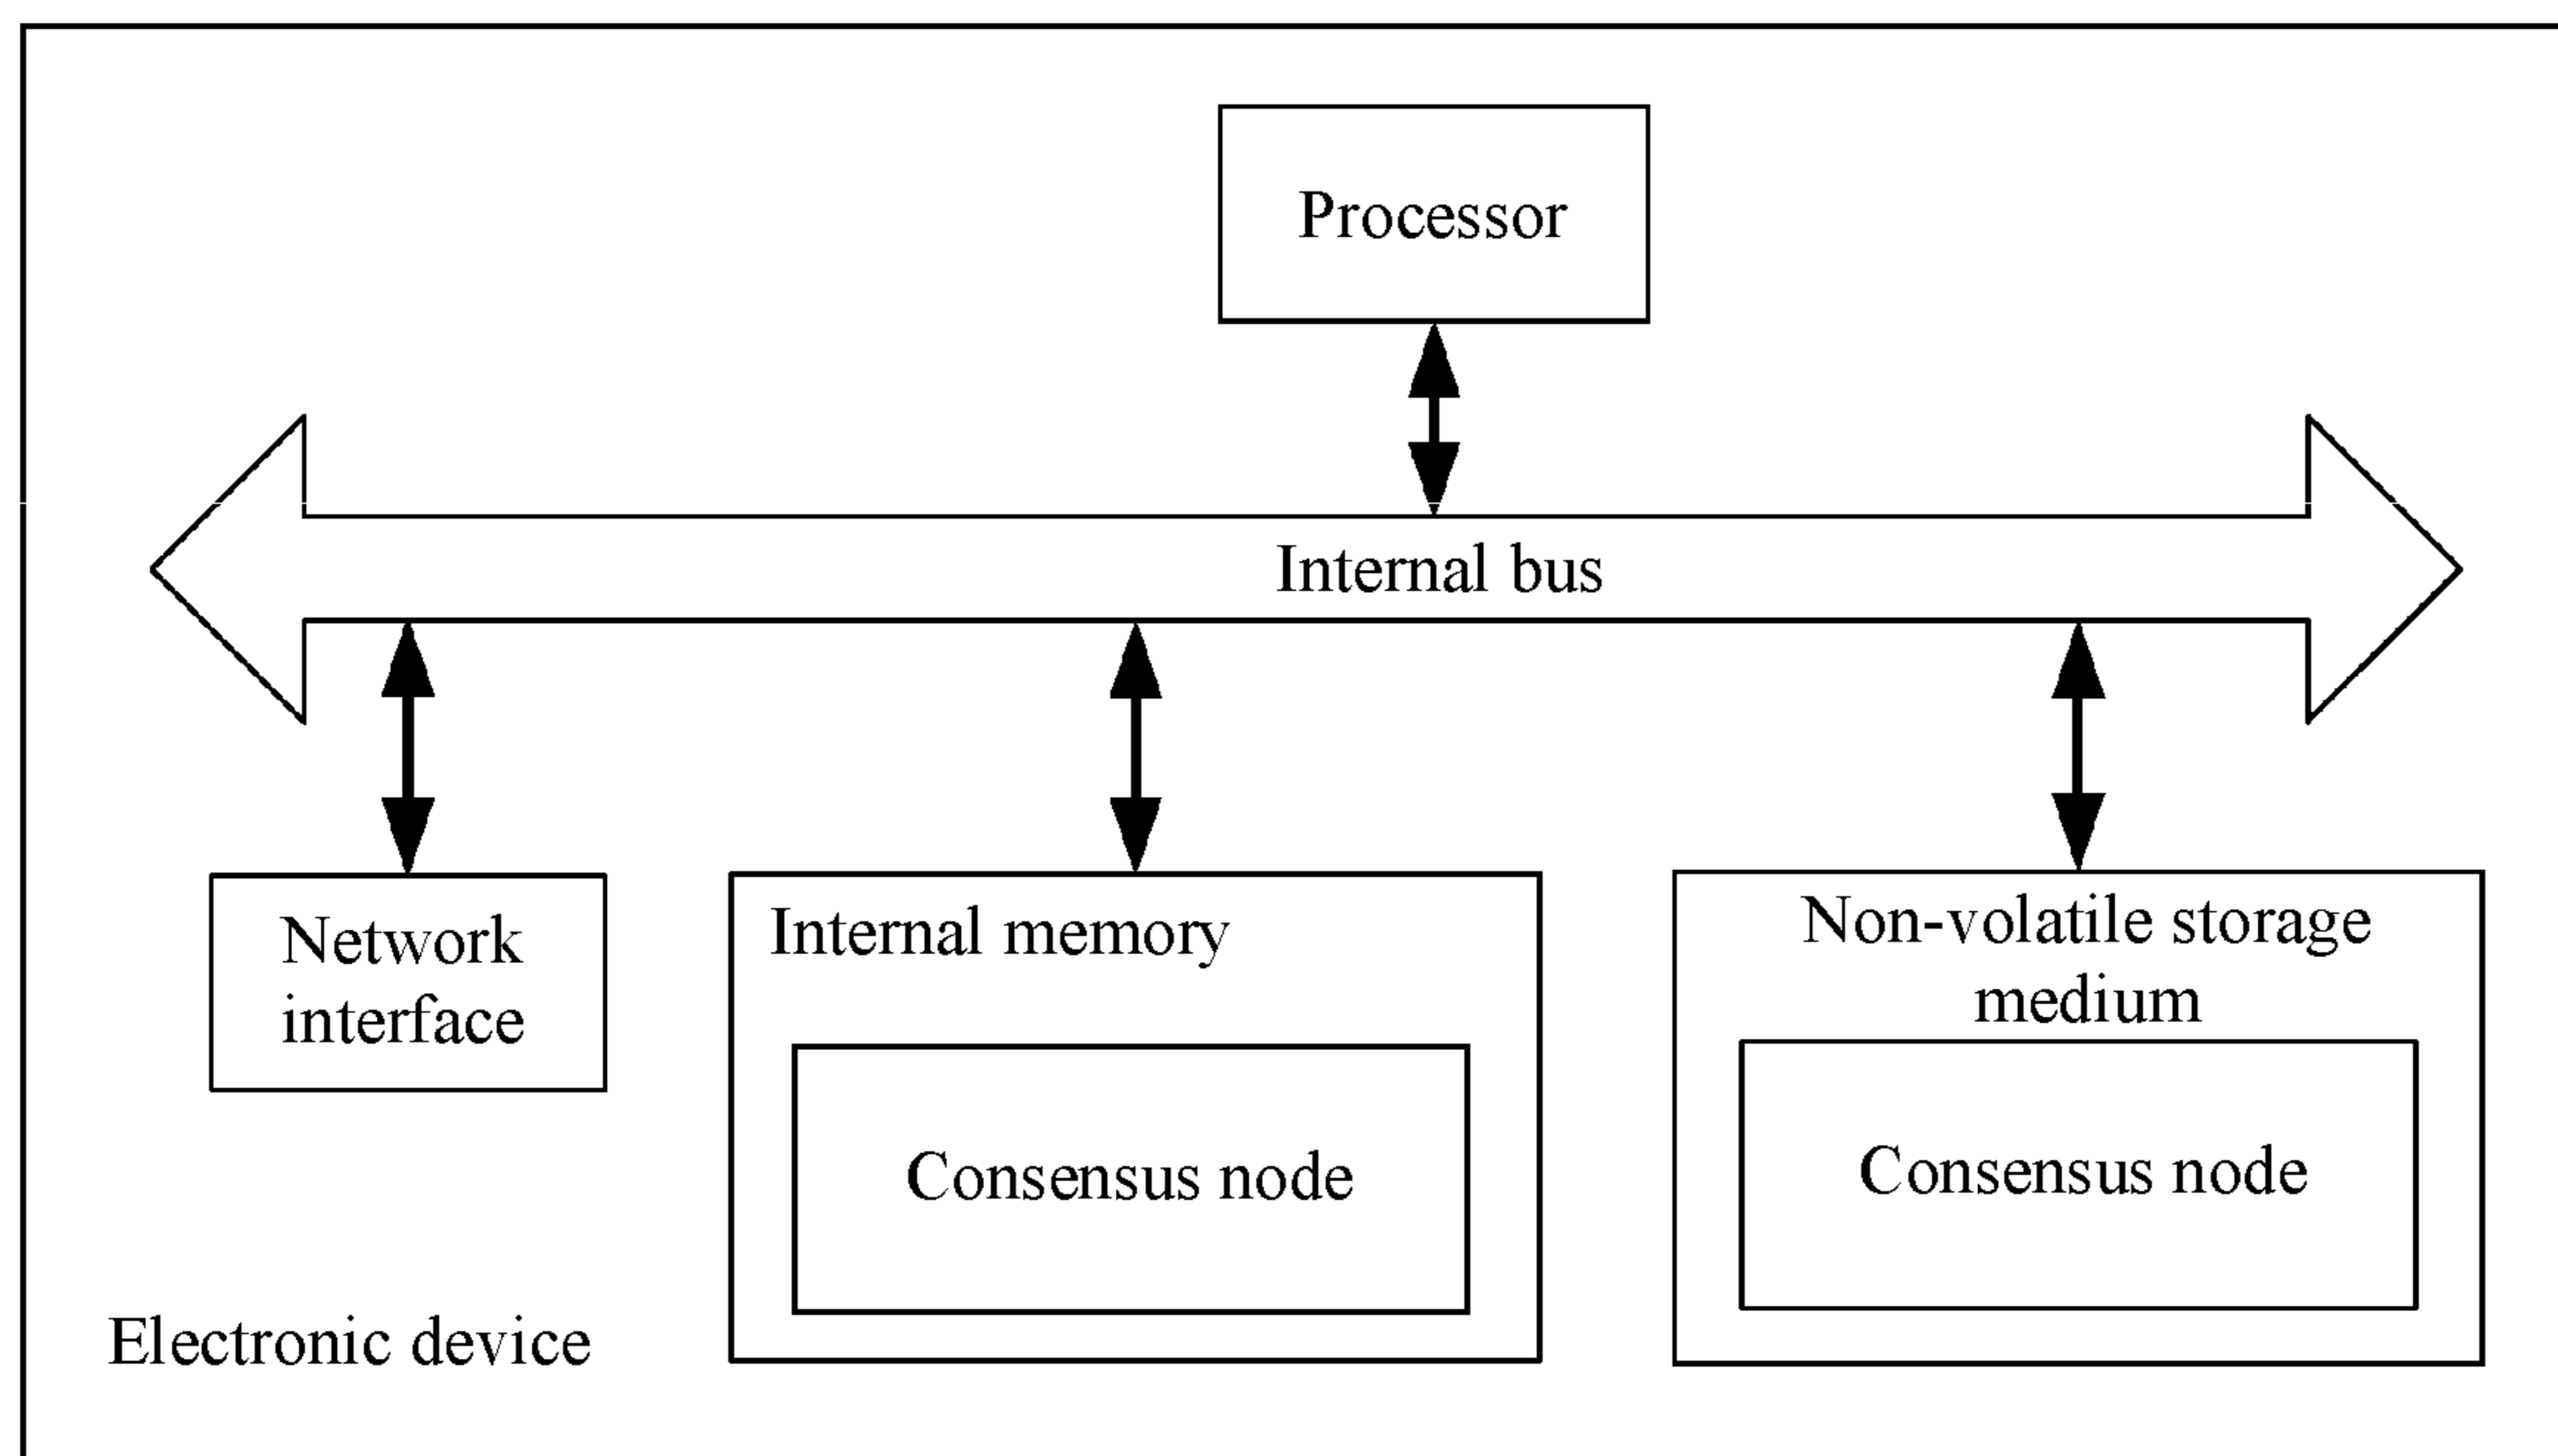 Processor
Internal bus
Network
interface
Internal memory
Consensus node
Non-volatile storage
medium
Consensus node
Electronic device